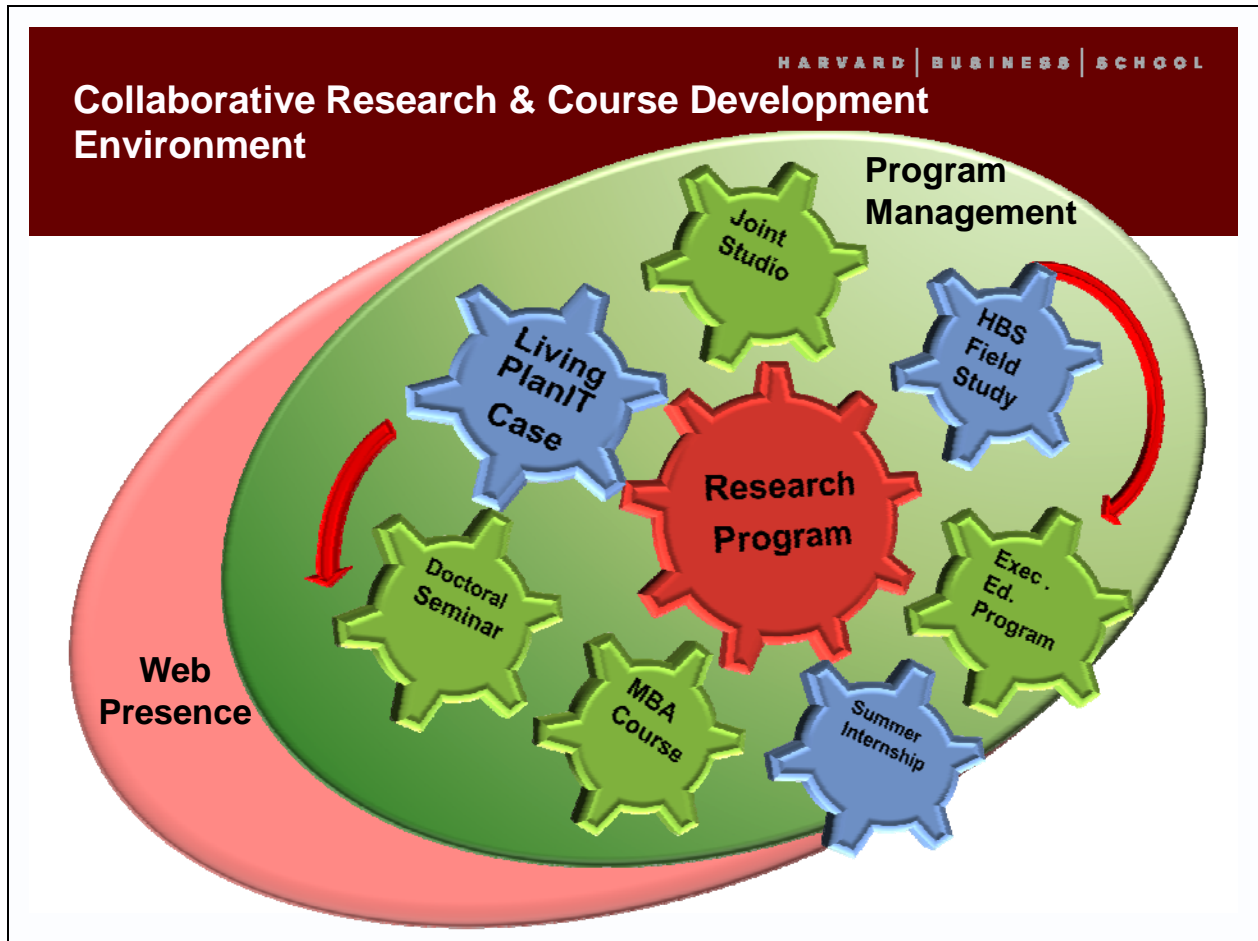 HARVARD | BUSINESS | SCHOOL
Collaborative Research & Course Development
Environment
Program
Management
Joint
Studio
HBS
Field
Study
Living
PlanIT
Case
Research
Program
Exec .
Ed.
Program
Doctoral
Seminar
MBA
Course
Summer
Internship
Web
Presence